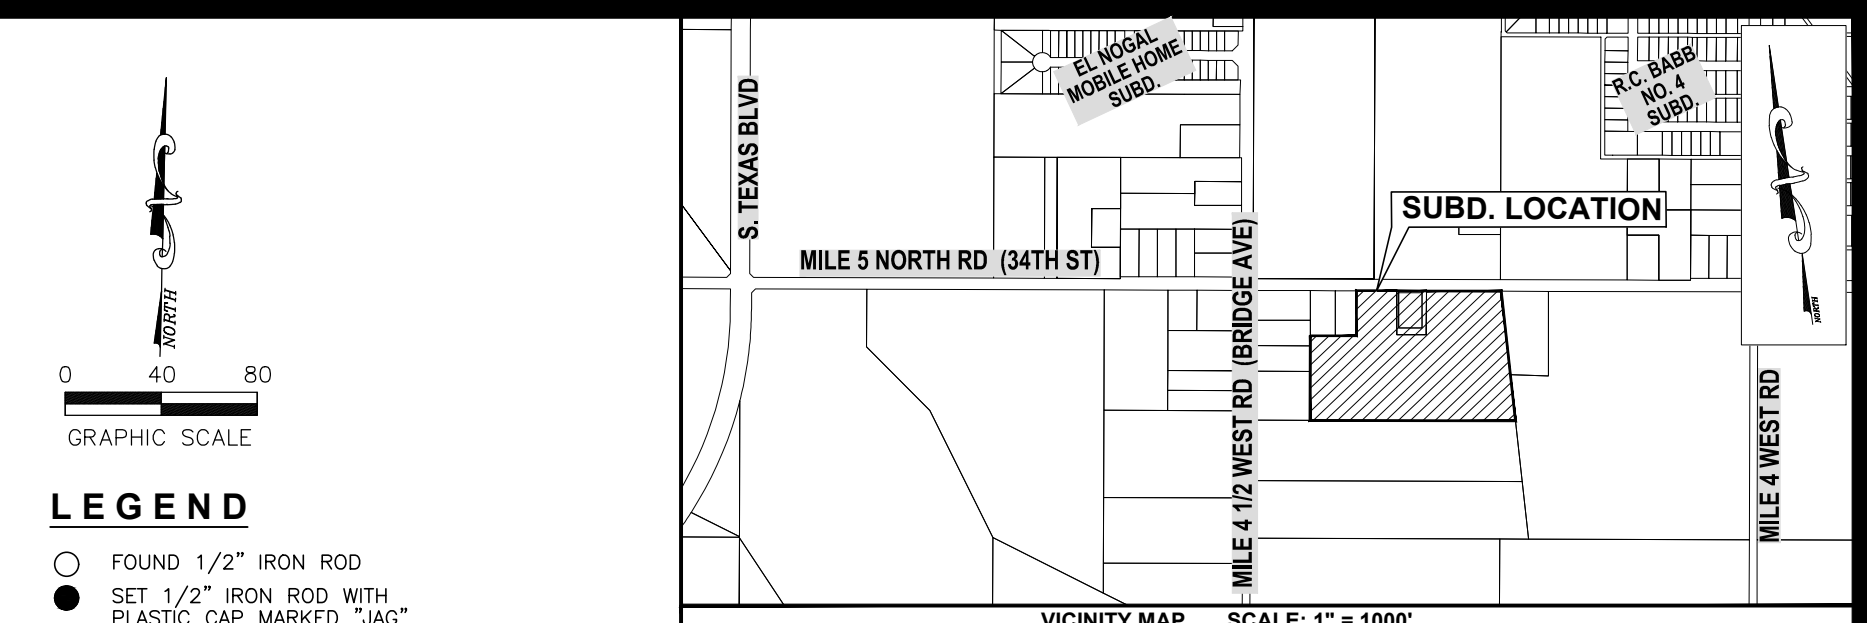 NORTH
0 40 80
GRAPHIC SCALE
LEGEND
FOUND 1/2" IRON ROD
SET 1/2" IRON ROD WITH
PLASTIC CAP MARKED "JAG"
S. TEXAS BLVD
EL NOGAL
MOBILE HOME
SUBD.
R.C. BABB
NO. 4
SUBD.
SUBD. LOCATION
MILE 5 NORTH RD (34TH ST)
MILE 4 1/2 WEST RD (BRIDGE AVE)
NORTH
MILE 4 WEST RD
VICINITY MAP SCALE: 1" = 1000'